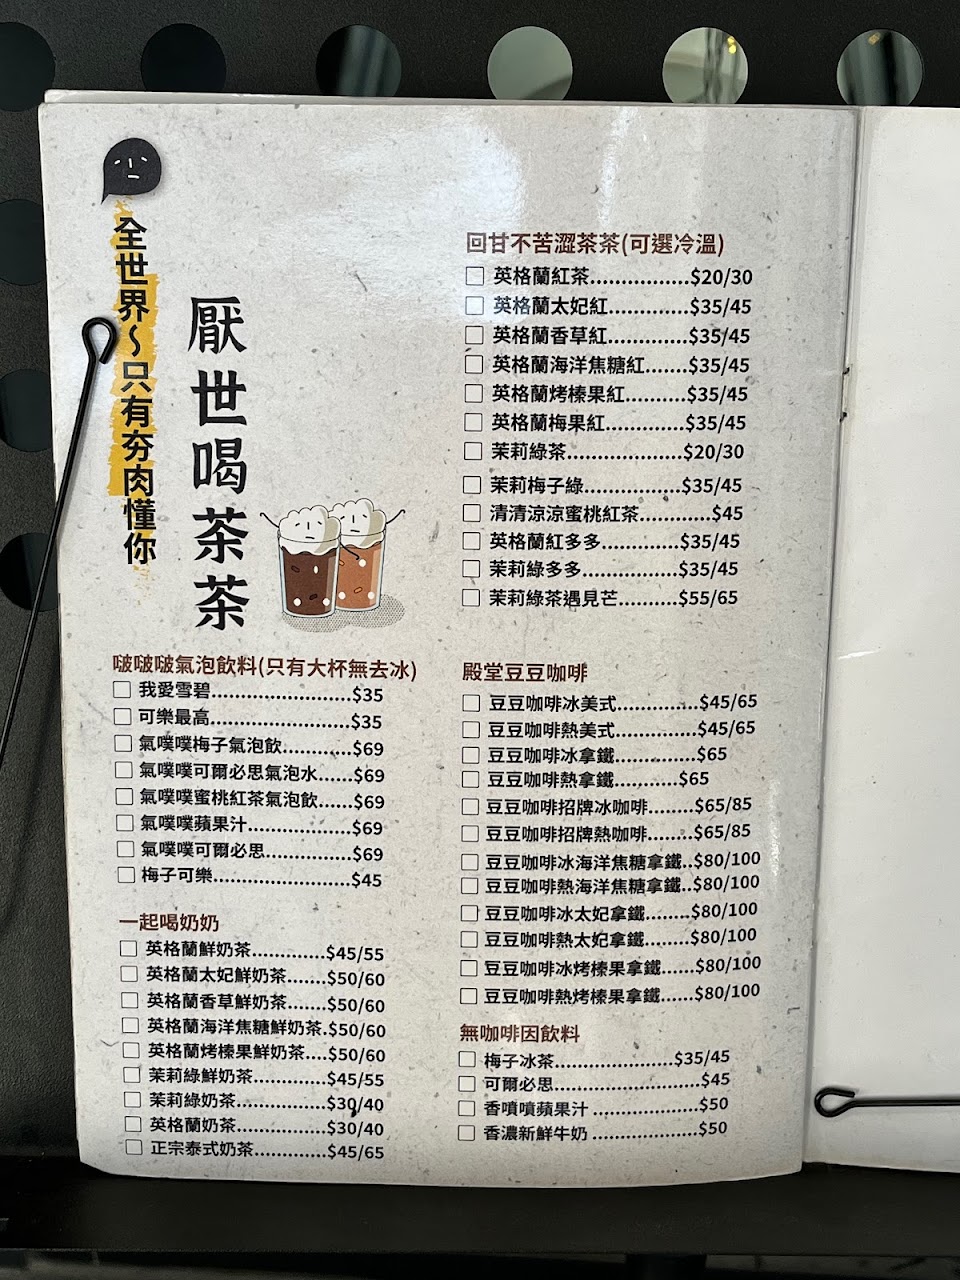 全世界～只有夯肉懂你
厭世喝茶茶
回甘不苦澀茶茶(可選冷溫)
英格蘭紅茶................$20/30
英格蘭太妃紅.............$35/45
英格蘭香草紅.............$35/45
英格蘭海洋焦糖紅.......$35/45
英格蘭烤榛果紅..........$35/45
英格蘭梅果紅.............$35/45
茉莉綠茶...................$20/30
茉莉梅子綠................$35/45
清清涼涼蜜桃紅茶............$45
英格蘭紅多多.............$35/45
茉莉綠多多................$35/45
茉莉綠茶遇見芒..........$55/65
啵啵啵氣泡飲料(只有大杯無去冰)
我愛雪碧.......................$35
可樂最高.......................$35
氣噗噗梅子氣泡飲............$69
氣噗噗可爾必思氣泡水......$69
氣噗噗蜜桃紅茶氣泡飲......$69
氣噗噗蘋果汁.................$69
氣噗噗可爾必思..............$69
梅子可樂.......................$45
一起喝奶奶
英格蘭鮮奶茶.............$45/55
英格蘭太妃鮮奶茶.......$50/60
英格蘭香草鮮奶茶.......$50/60
英格蘭海洋焦糖鮮奶茶.$50/60
英格蘭烤榛果鮮奶茶....$50/60
茉莉綠鮮奶茶.............$45/55
茉莉綠奶茶................$30/40
英格蘭奶茶................$30/40
正宗泰式奶茶.............$45/65
殿堂豆豆咖啡
豆豆咖啡冰美式..............$45/65
豆豆咖啡熱美式..............$45/65
豆豆咖啡冰拿鐵..............$65
豆豆咖啡熱拿鐵...........$65
豆豆咖啡招牌冰咖啡........$65/85
豆豆咖啡招牌熱咖啡........$65/85
豆豆咖啡冰海洋焦糖拿鐵..$80/100
豆豆咖啡熱海洋焦糖拿鐵..$80/100
豆豆咖啡冰太妃拿鐵........$80/100
豆豆咖啡熱太妃拿鐵........$80/100
豆豆咖啡冰烤榛果拿鐵......$80/100
豆豆咖啡熱烤榛果拿鐵......$80/100
無咖啡因飲料
梅子冰茶....................$35/45
可爾必思.........................$45
香噴噴蘋果汁..................$50
香濃新鮮牛奶..................$50